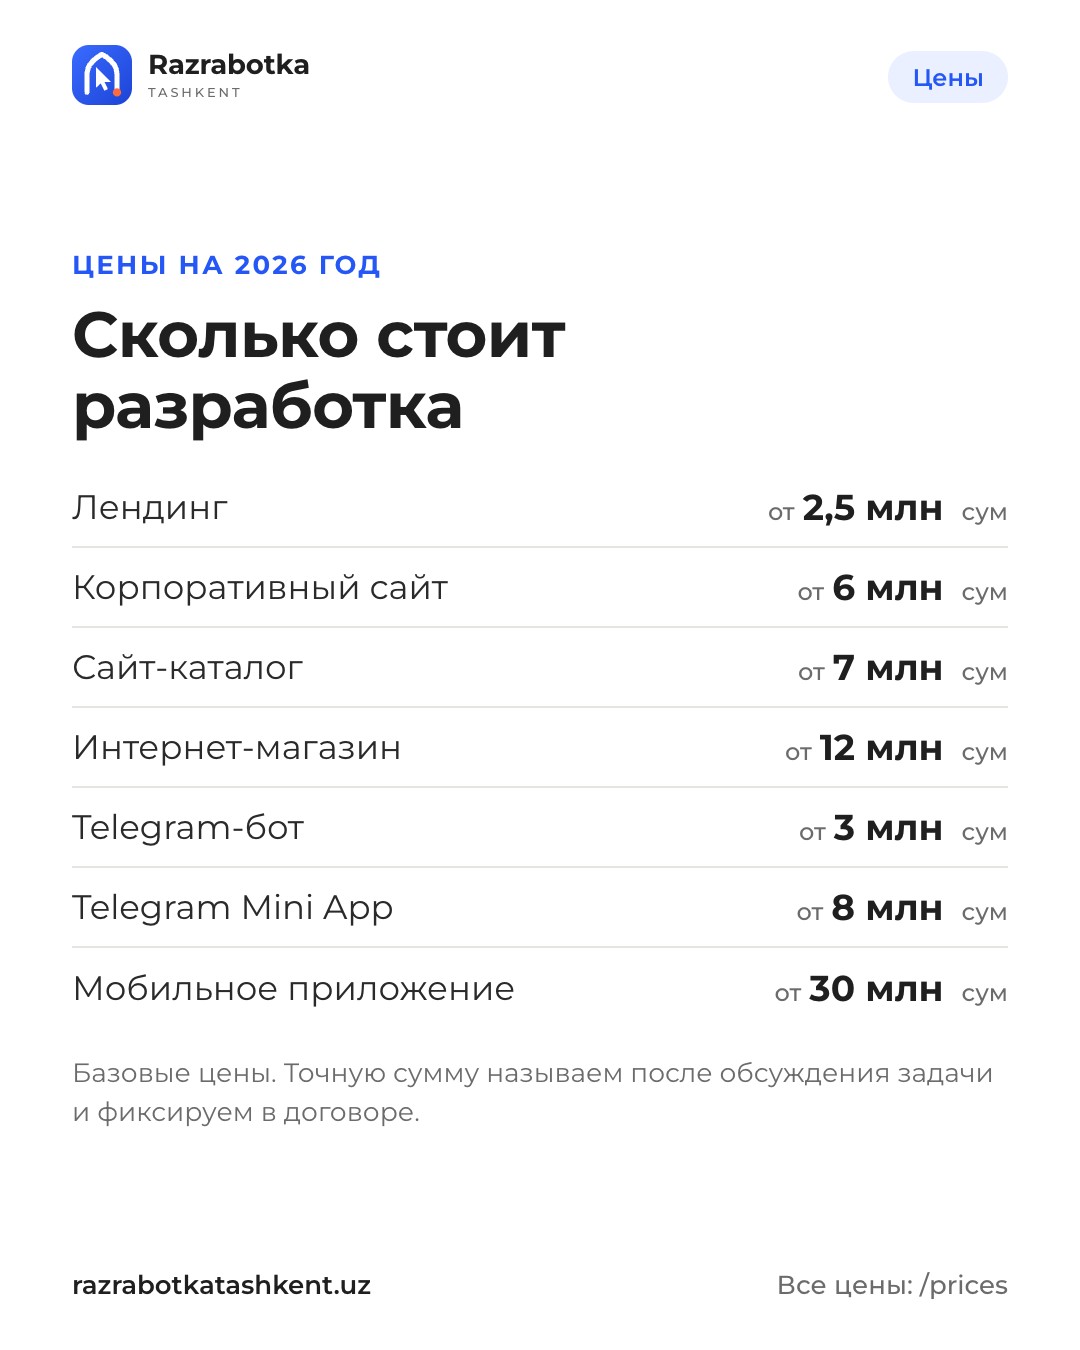 Razrabotka
TASHKENT
Цены
ЦЕНЫ НА 2026 ГОД
Сколько стоит
разработка
Лендинг от 2,5 млн сум
Корпоративный сайт от 6 млн сум
Сайт-каталог от 7 млн сум
Интернет-магазин от 12 млн сум
Telegram-бот от 3 млн сум
Telegram Mini App от 8 млн сум
Мобильное приложение от 30 млн сум
Базовые цены. Точную сумму называем после обсуждения задачи
и фиксируем в договоре.
razrabotkatashkent.uz Все цены: /prices